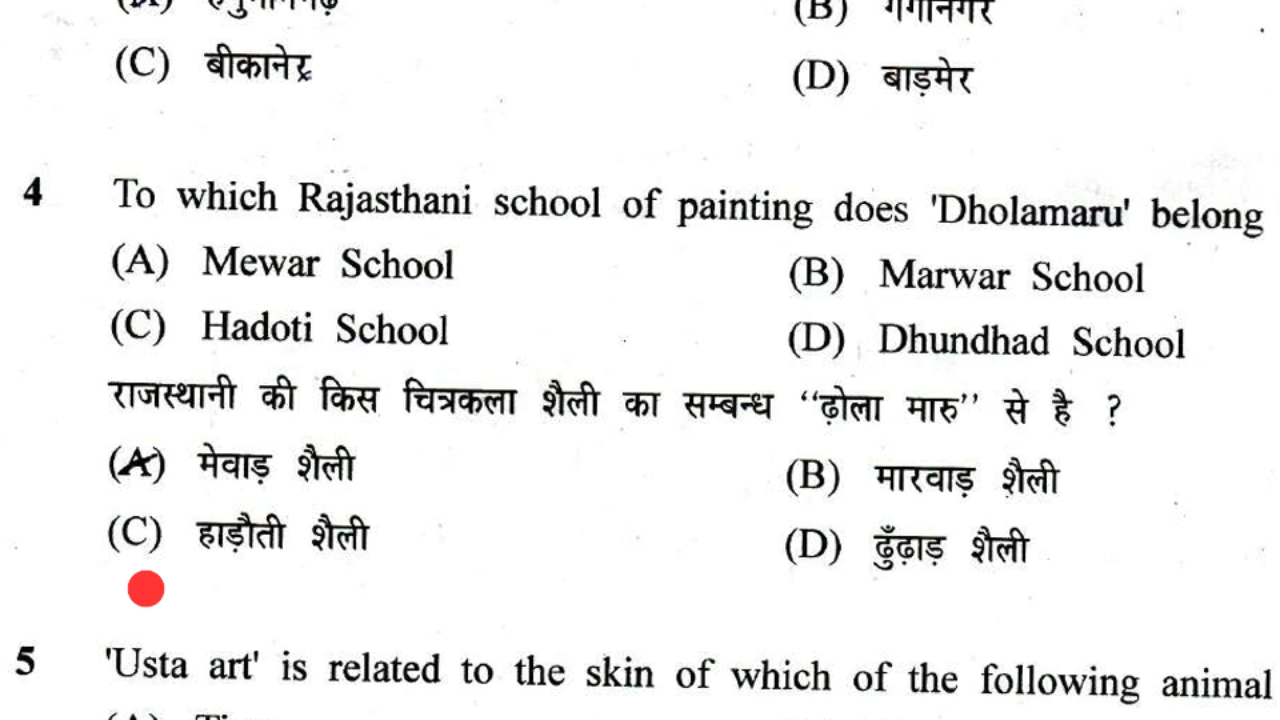 (B) गंगानगर
(C) बीकानेर
(D) बाड़मेर
4 To which Rajasthani school of painting does 'Dholamaru' belong
(A) Mewar School (B) Marwar School
(C) Hadoti School (D) Dhundhad School
राजस्थानी की किस चित्रकला शैली का सम्बन्ध “ढ़ोला मारु” से है ?
(A) मेवाड़ शैली (B) मारवाड़ शैली
(C) हाड़ौती शैली (D) ढुँढ़ाड़ शैली
5 'Usta art' is related to the skin of which of the following animal